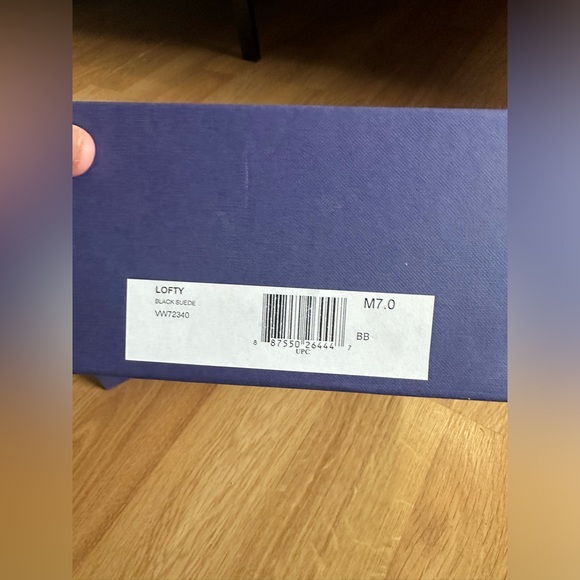 LOFTY
BLACK SUEDE
VW72340
M7.0
BB
8 87550 26444 7
UPC